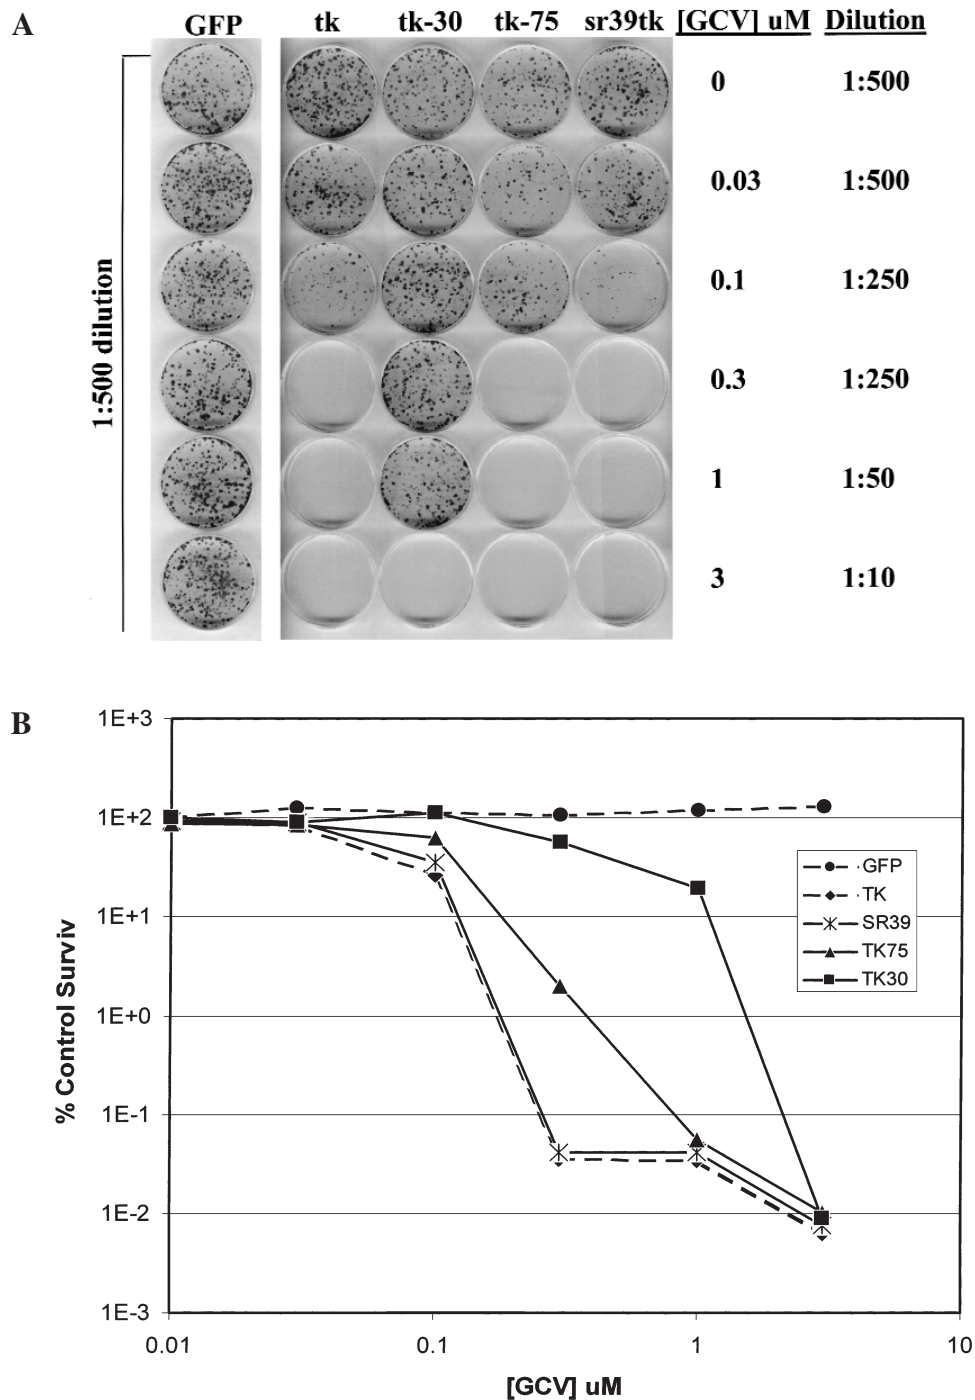 A
GFP tk tk-30 tk-75 sr39tk [GCV] uM Dilution
0 1:500
0.03 1:500
0.1 1:250
0.3 1:250
1 1:50
3 1:10
1:500 dilution
B
1E+3
1E+2
1E+1
1E+0
1E-1
1E-2
1E-3
% Control Surviv
GFP
TK
SR39
TK75
TK30
0.01 0.1 1 10
[GCV] uM